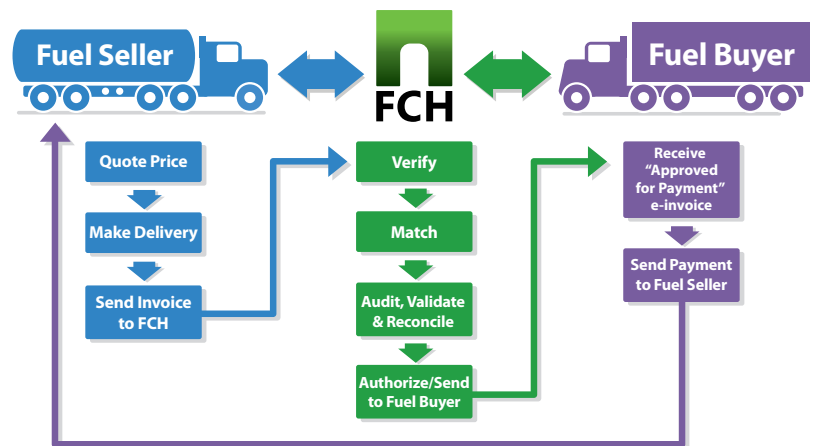 Fuel Seller
FCH
Fuel Buyer
Quote Price
Make Delivery
Send Invoice
to FCH
Verify
Match
Audit, Validate
& Reconcile
Authorize/Send
to Fuel Buyer
Receive
“Approved
for Payment”
e-invoice
Send Payment
to Fuel Seller